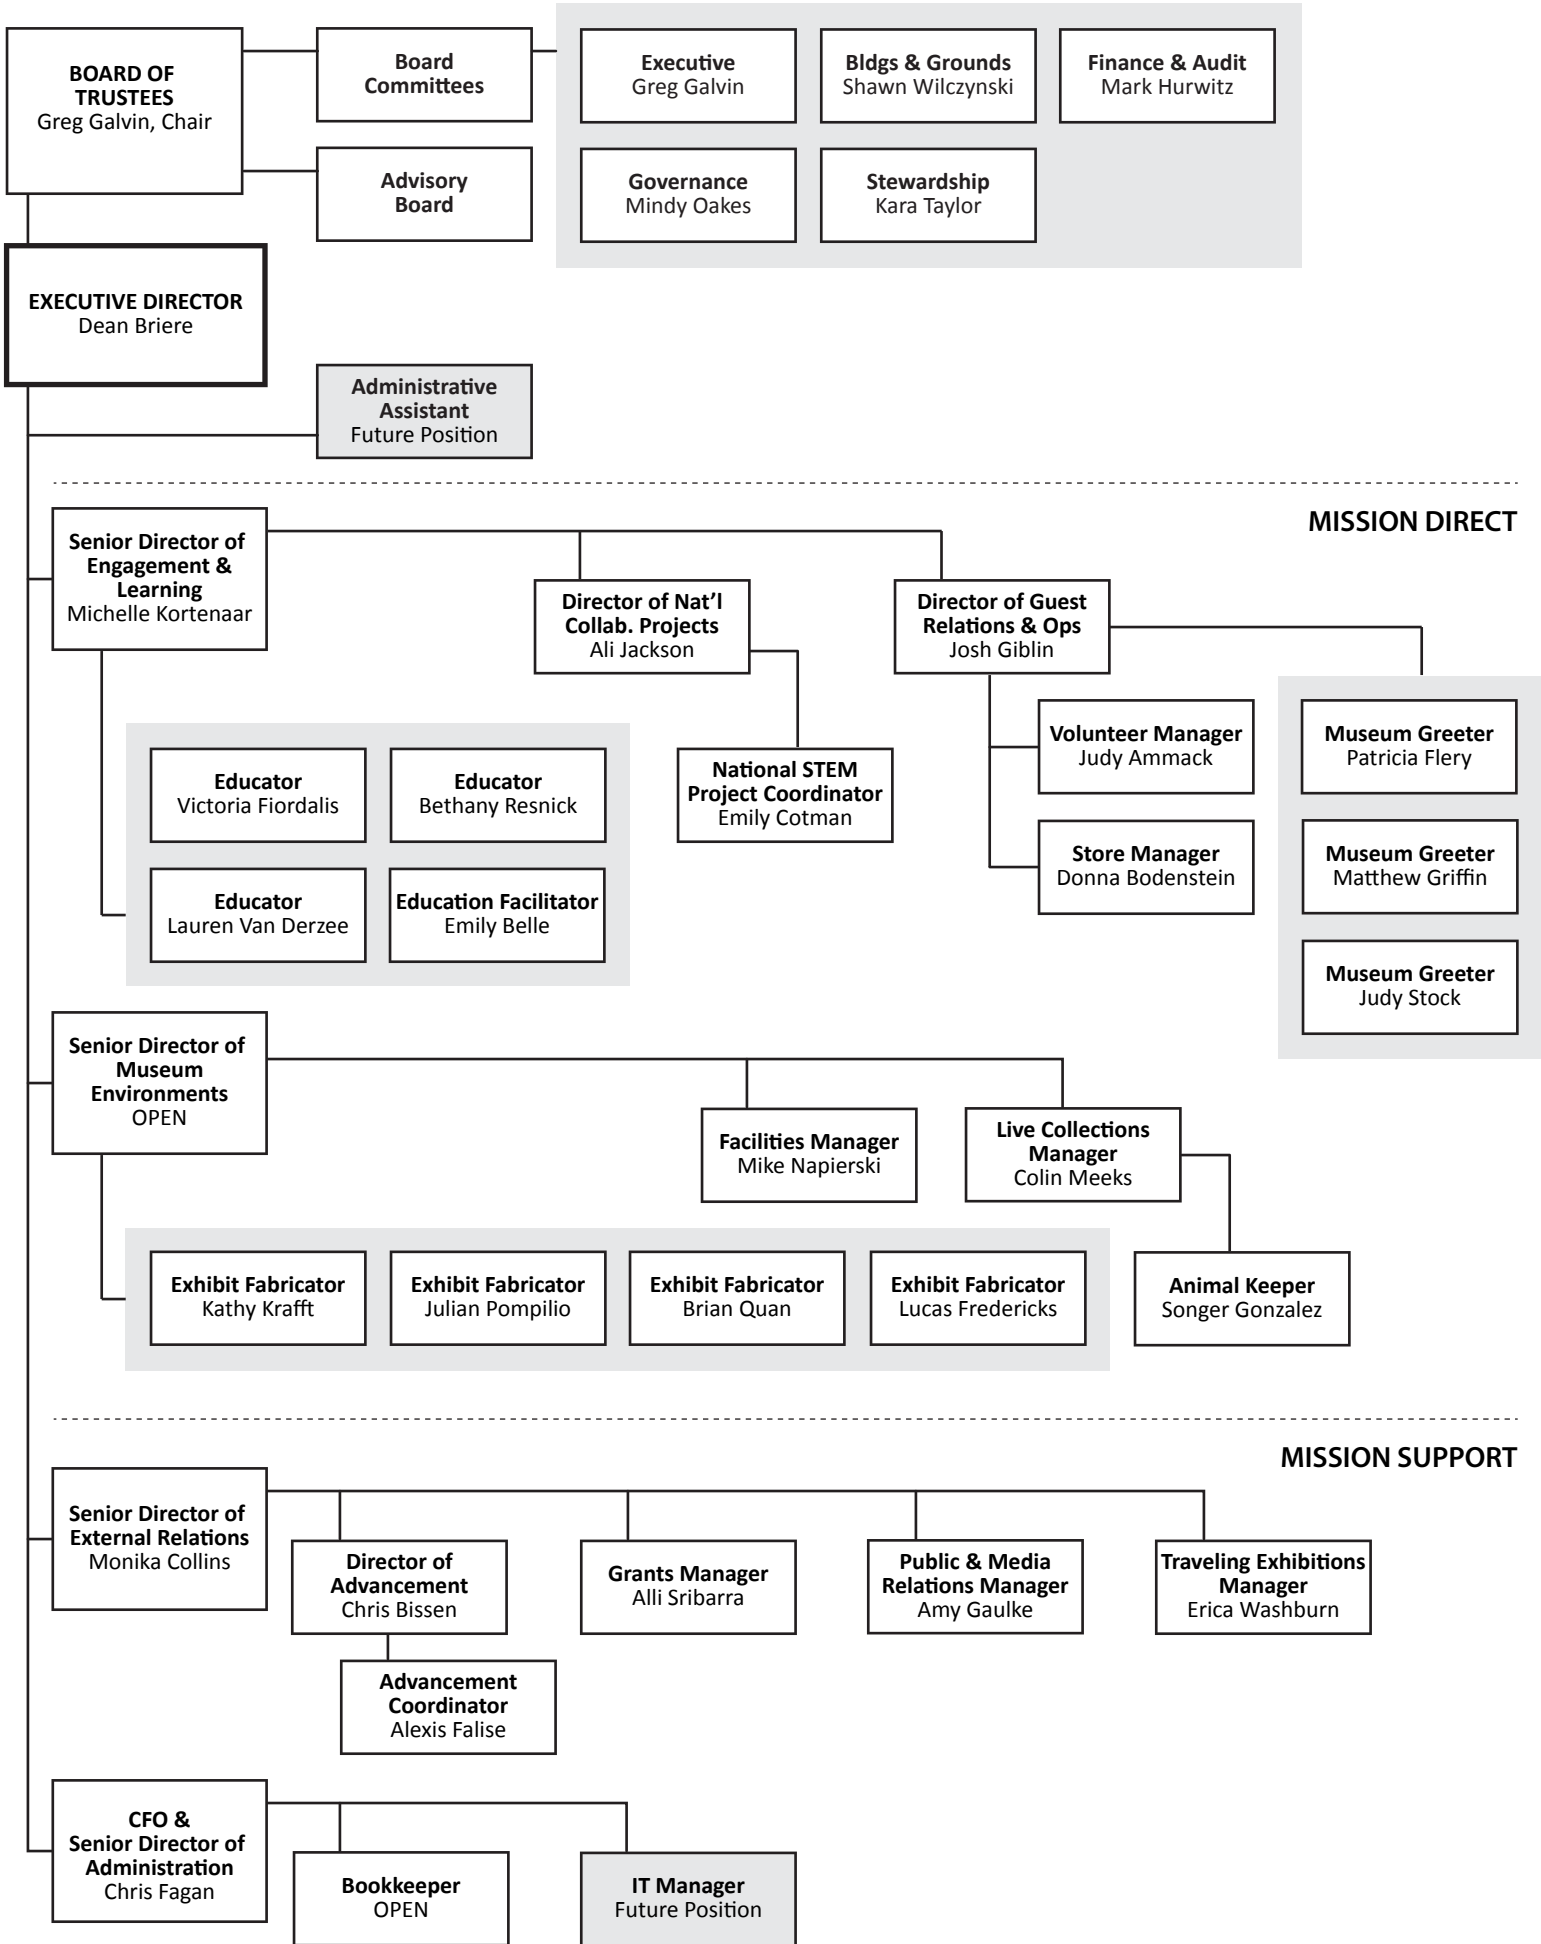 BOARD OF
TRUSTEES
Greg Galvin, Chair
Board
Committees
Executive
Greg Galvin
Bldgs & Grounds
Shawn Wilczynski
Finance & Audit
Mark Hurwitz
Advisory
Board
Governance
Mindy Oakes
Stewardship
Kara Taylor
EXECUTIVE DIRECTOR
Dean Briere
Administrative
Assistant
Future Position
MISSION DIRECT
Senior Director of
Engagement &
Learning
Michelle Kortenaar
Director of Nat'l
Collab. Projects
Ali Jackson
Director of Guest
Relations & Ops
Josh Giblin
Educator
Victoria Fiordalis
Educator
Bethany Resnick
Educator
Lauren Van Derzee
Education Facilitator
Emily Belle
National STEM
Project Coordinator
Emily Cotman
Volunteer Manager
Judy Ammack
Store Manager
Donna Bodenstein
Museum Greeter
Patricia Flery
Museum Greeter
Matthew Griffin
Museum Greeter
Judy Stock
Senior Director of
Museum
Environments
OPEN
Facilities Manager
Mike Napierski
Live Collections
Manager
Colin Meeks
Exhibit Fabricator
Kathy Krafft
Exhibit Fabricator
Julian Pompilio
Exhibit Fabricator
Brian Quan
Exhibit Fabricator
Lucas Fredericks
Animal Keeper
Songer Gonzalez
MISSION SUPPORT
Senior Director of
External Relations
Monika Collins
Director of
Advancement
Chris Bissen
Grants Manager
Alli Sribarra
Public & Media
Relations Manager
Amy Gaulke
Traveling Exhibitions
Manager
Erica Washburn
Advancement
Coordinator
Alexis Falise
CFO &
Senior Director of
Administration
Chris Fagan
Bookkeeper
OPEN
IT Manager
Future Position